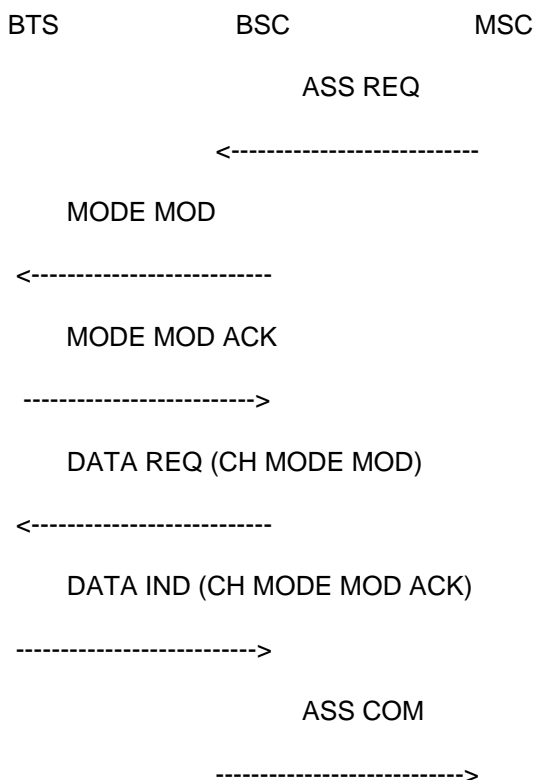 BTS BSC MSC
ASS REQ
<----------------------------
MODE MOD
<---------------------------
MODE MOD ACK
-------------------------->
DATA REQ (CH MODE MOD)
<---------------------------
DATA IND (CH MODE MOD ACK)
--------------------------->
ASS COM
---------------------------->